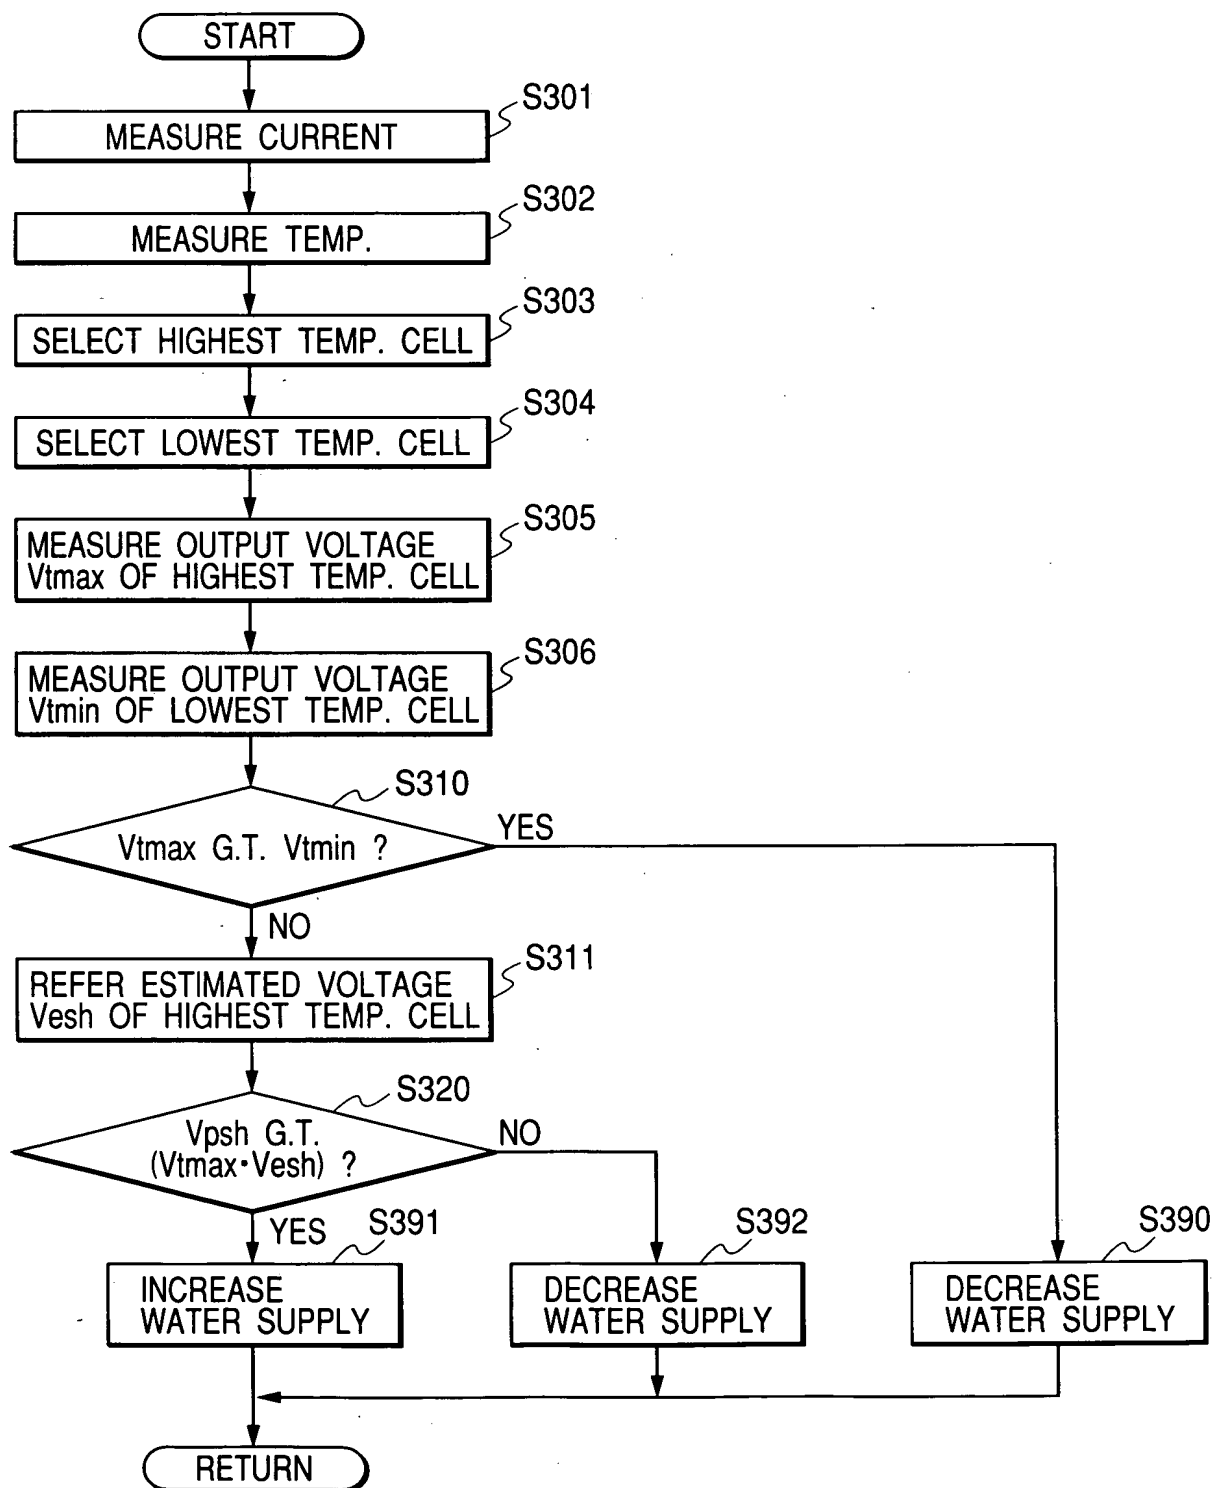 START
S301
MEASURE CURRENT
S302
MEASURE TEMP.
S303
SELECT HIGHEST TEMP. CELL
S304
SELECT LOWEST TEMP. CELL
S305
MEASURE OUTPUT VOLTAGE
Vtmax OF HIGHEST TEMP. CELL
S306
MEASURE OUTPUT VOLTAGE
Vtmin OF LOWEST TEMP. CELL
S310
Vtmax G.T. Vtmin ?
YES
NO
S311
REFER ESTIMATED VOLTAGE
Vesh OF HIGHEST TEMP. CELL
S320
Vpsh G.T.
(Vtmax·Vesh) ?
NO
YES
S391
INCREASE
WATER SUPPLY
S392
DECREASE
WATER SUPPLY
S390
DECREASE
WATER SUPPLY
RETURN